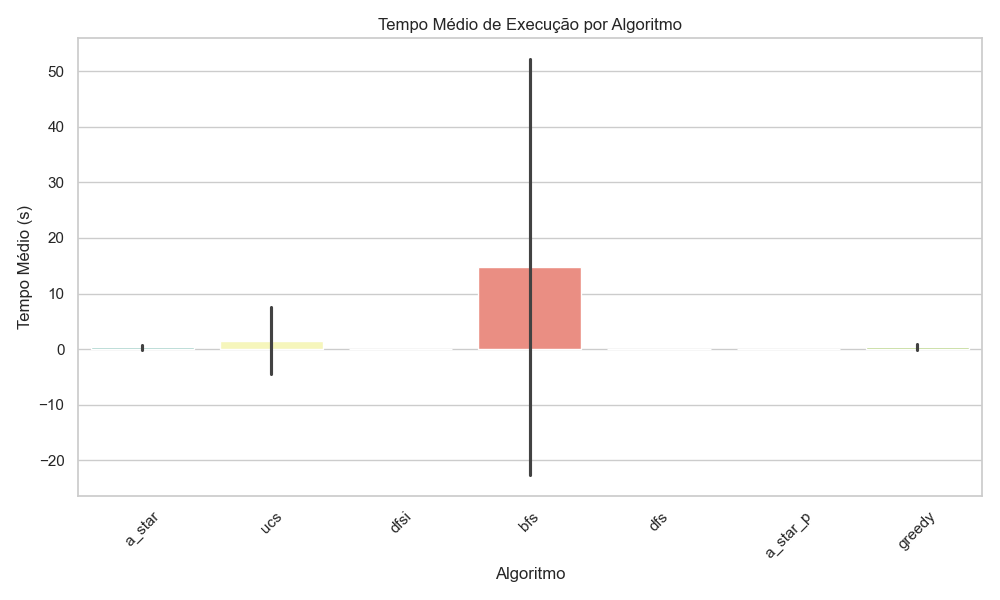 Tempo Médio de Execução por Algoritmo
Tempo Médio (s)
50
40
30
20
10
0
−10
−20
a_star
ucs
dfsi
bfs
dfs
a_star_p
greedy
Algoritmo